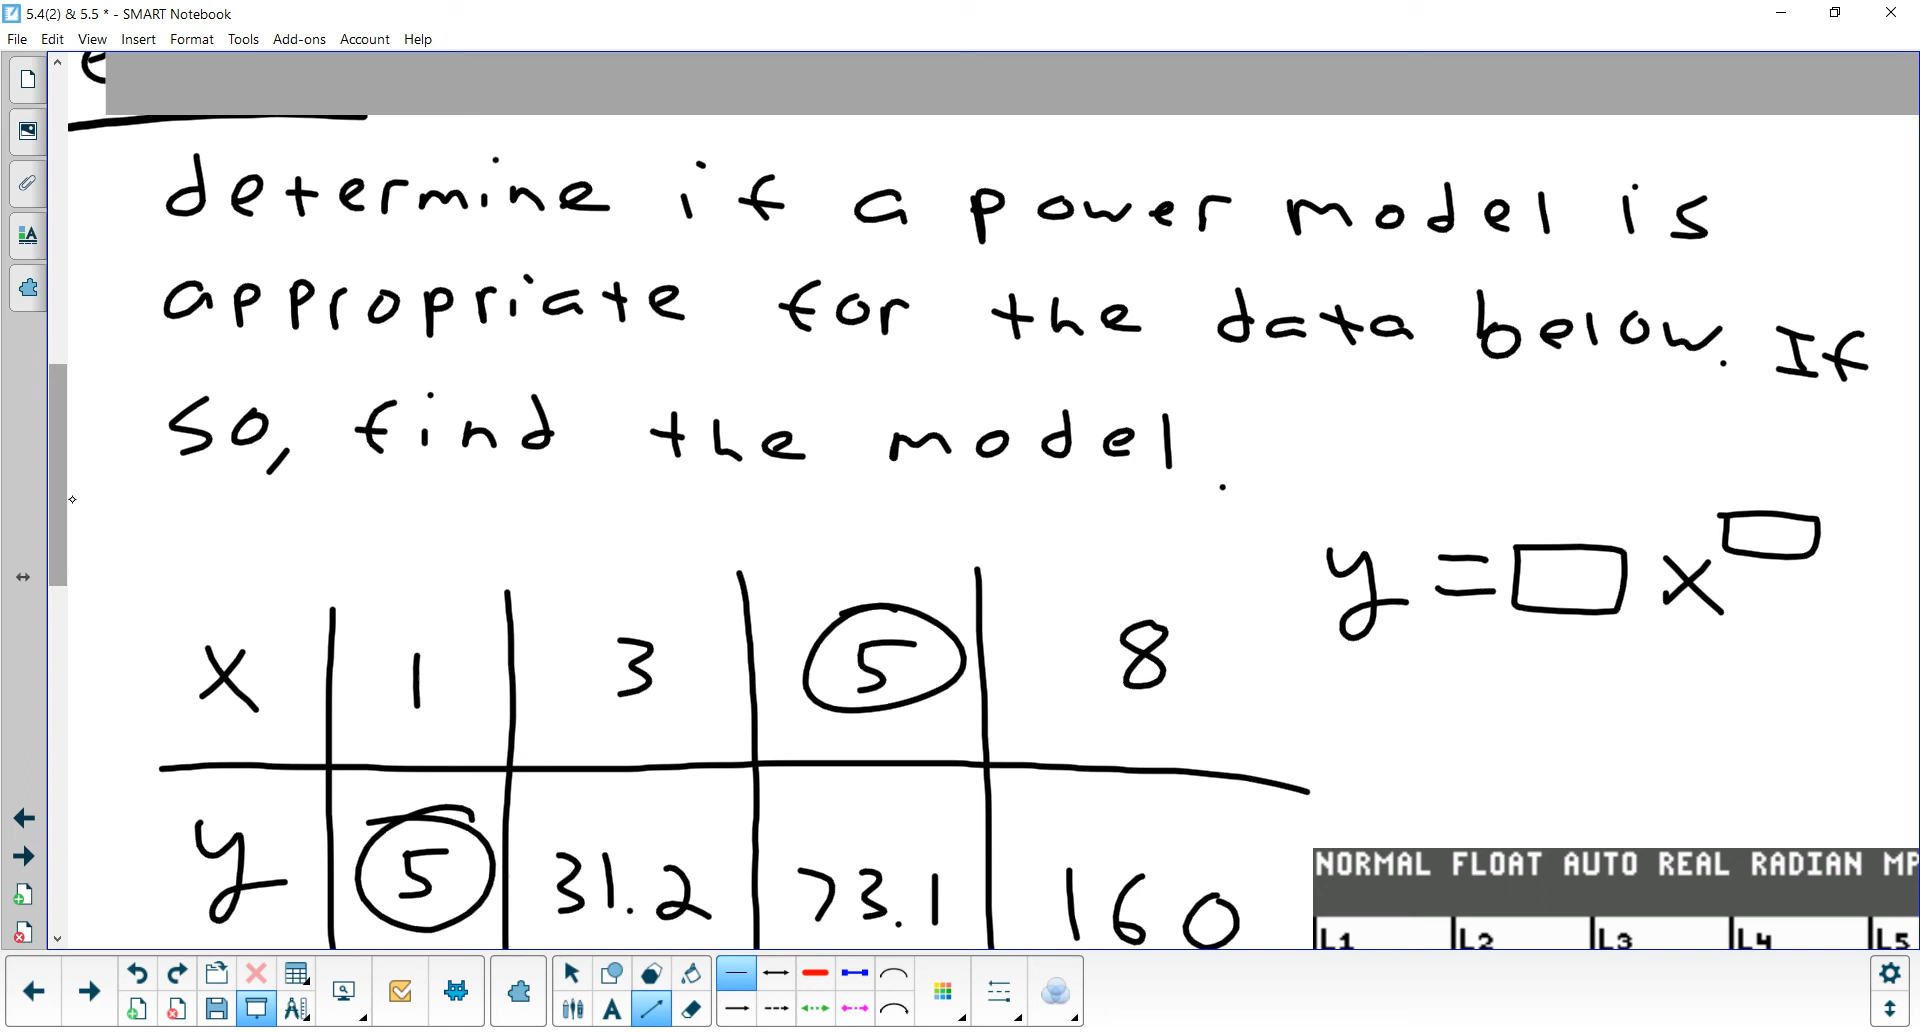 5.4(2) & 5.5 * - SMART Notebook
File Edit View Insert Format Tools Add-ons Account Help
determine if a power model is
appropriate for the data below. If
so, find the model.
y = x
x 1 3 5 8
y 5 31.2 73.1 160
NORMAL FLOAT AUTO REAL RADIAN MP
L1 L2 L3 L4 L5